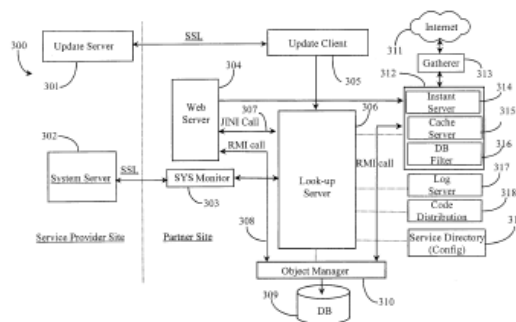 300
Update Server
301
SSL
Update Client
305
311
Internet
Gatherer
313
312
304
Web
Server
307
JINI Call
RMI call
306
Look-up
Server
RMI call
Instant
Server
314
Cache
Server
315
DB
Filter
316
302
System Server
SSL
SYS Monitor
303
308
Log
Server
317
Code
Distribution
318
Service Directory
(Config)
Service Provider Site
Partner Site
Object Manager
310
309
DB